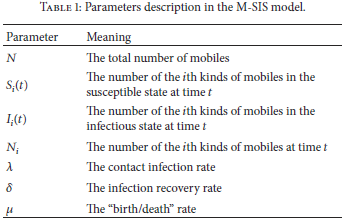 TABLE 1: Parameters description in the M-SIS model.
Parameter Meaning
N The total number of mobiles
Sᵢ(t) The number of the ith kinds of mobiles in the
susceptible state at time t
Iᵢ(t) The number of the ith kinds of mobiles in the
infectious state at time t
Nᵢ The number of the ith kinds of mobiles at time t
λ The contact infection rate
δ The infection recovery rate
μ The “birth/death” rate